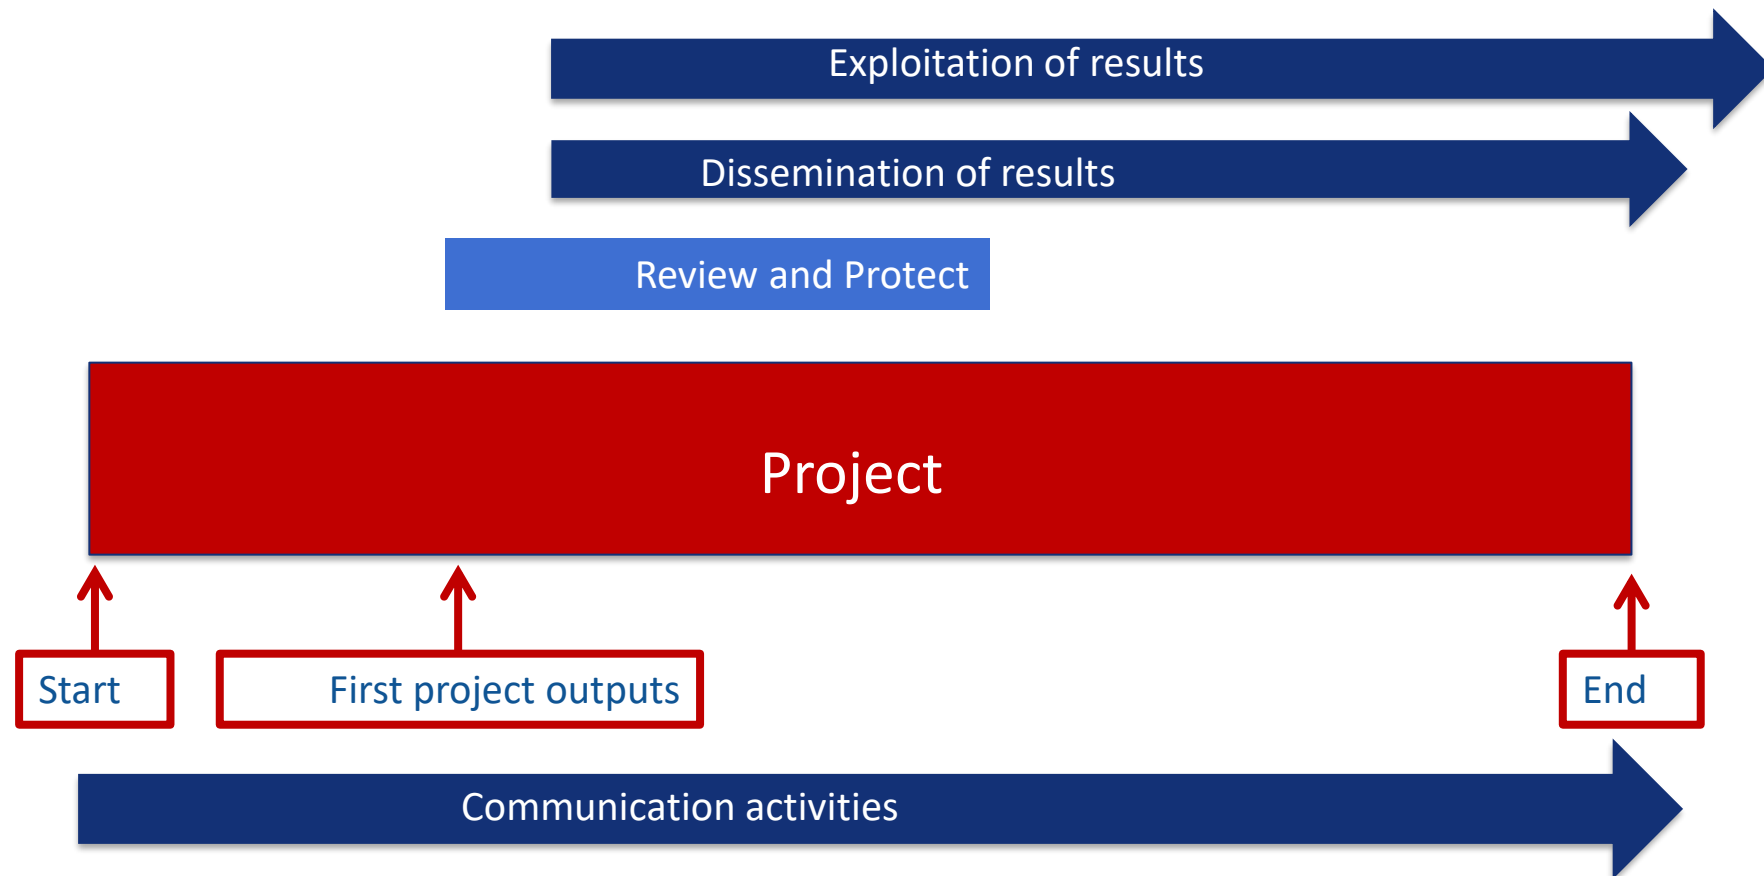 Exploitation of results
Dissemination of results
Review and Protect
Project
Start
First project outputs
End
Communication activities